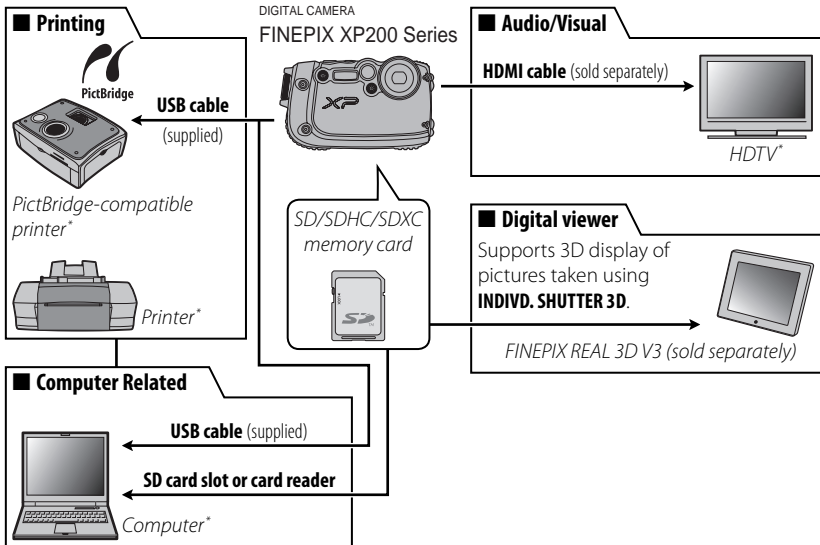 ■ Printing
PictBridge
USB cable
(supplied)
PictBridge-compatible
printer*
Printer*
DIGITAL CAMERA
FINEPIX XP200 Series
XP
■ Audio/Visual
HDMI cable (sold separately)
HDTV*
SD/SDHC/SDXC
memory card
SD
■ Digital viewer
Supports 3D display of
pictures taken using
INDIVD. SHUTTER 3D.
FINEPIX REAL 3D V3 (sold separately)
■ Computer Related
USB cable (supplied)
SD card slot or card reader
Computer*